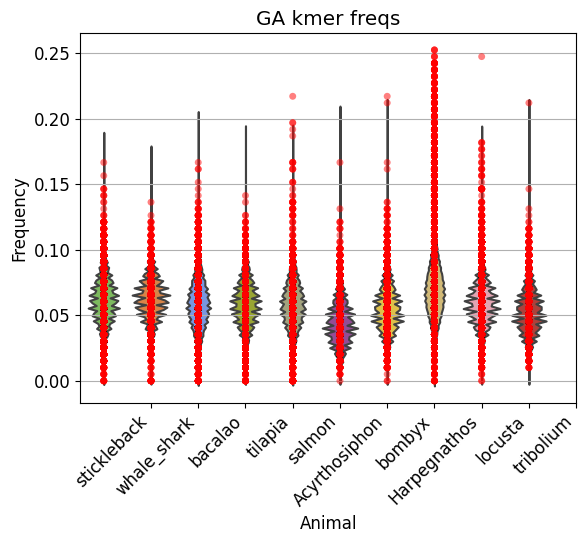 GA kmer freqs
Frequency
0.25
0.20
0.15
0.10
0.05
0.00
stickleback
whale_shark
bacalao
tilapia
salmon
Acyrthosiphon
bombyx
Harpegnathos
locusta
tribolium
Animal